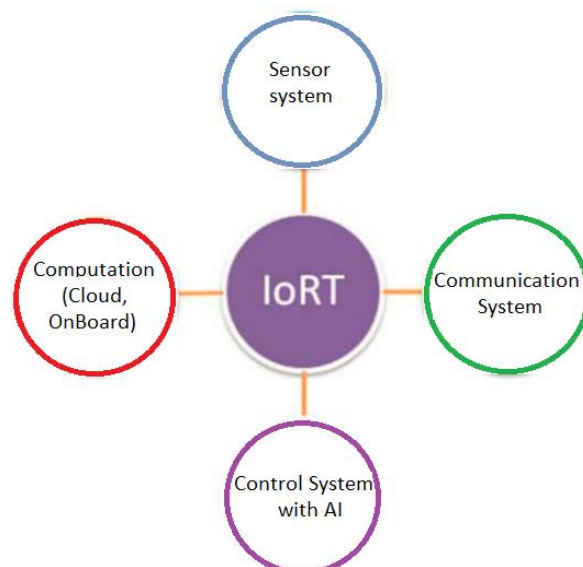 Sensor
system
Computation
(Cloud,
OnBoard)
IoRT
Communication
System
Control System
with AI